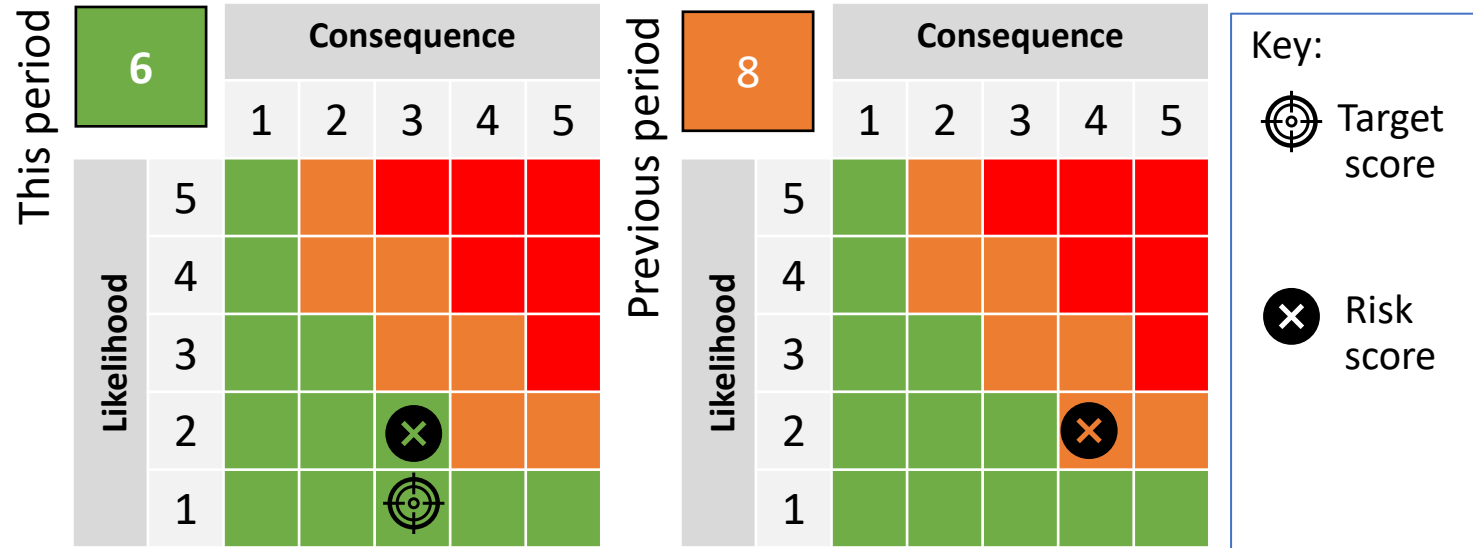 This period
6
Consequence
1 2 3 4 5
Likelihood
5
4
3
2
1
Previous period
8
Consequence
1 2 3 4 5
Likelihood
5
4
3
2
1
Key:
Target
score
Risk
score